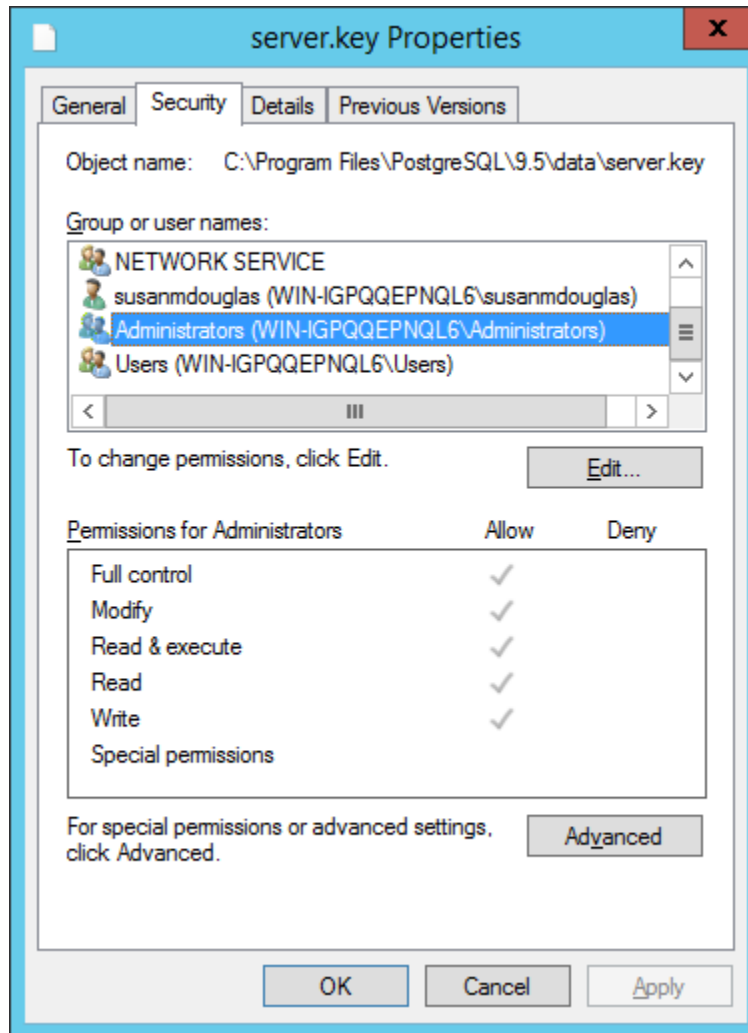 server.key Properties
x
General Security Details Previous Versions
Object name: C:\Program Files\PostgreSQL\9.5\data\server.key
Group or user names:
NETWORK SERVICE
susanmdouglas (WIN-IGPQQEPNQL6\susanmdouglas)
Administrators (WIN-IGPQQEPNQL6\Administrators)
Users (WIN-IGPQQEPNQL6\Users)
To change permissions, click Edit.
Edit...
Permissions for Administrators Allow Deny
Full control
Modify
Read & execute
Read
Write
Special permissions
For special permissions or advanced settings,
click Advanced.
Advanced
OK Cancel Apply